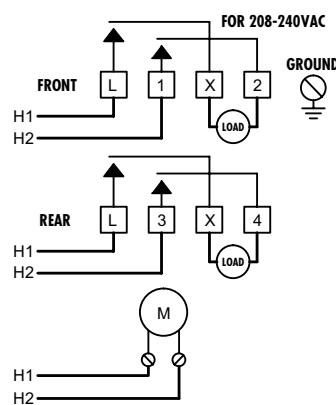 FOR 208-240VAC
GROUND
FRONT L 1 X 2
LOAD
H1
H2
REAR L 3 X 4
LOAD
H1
H2
M
H1
H2